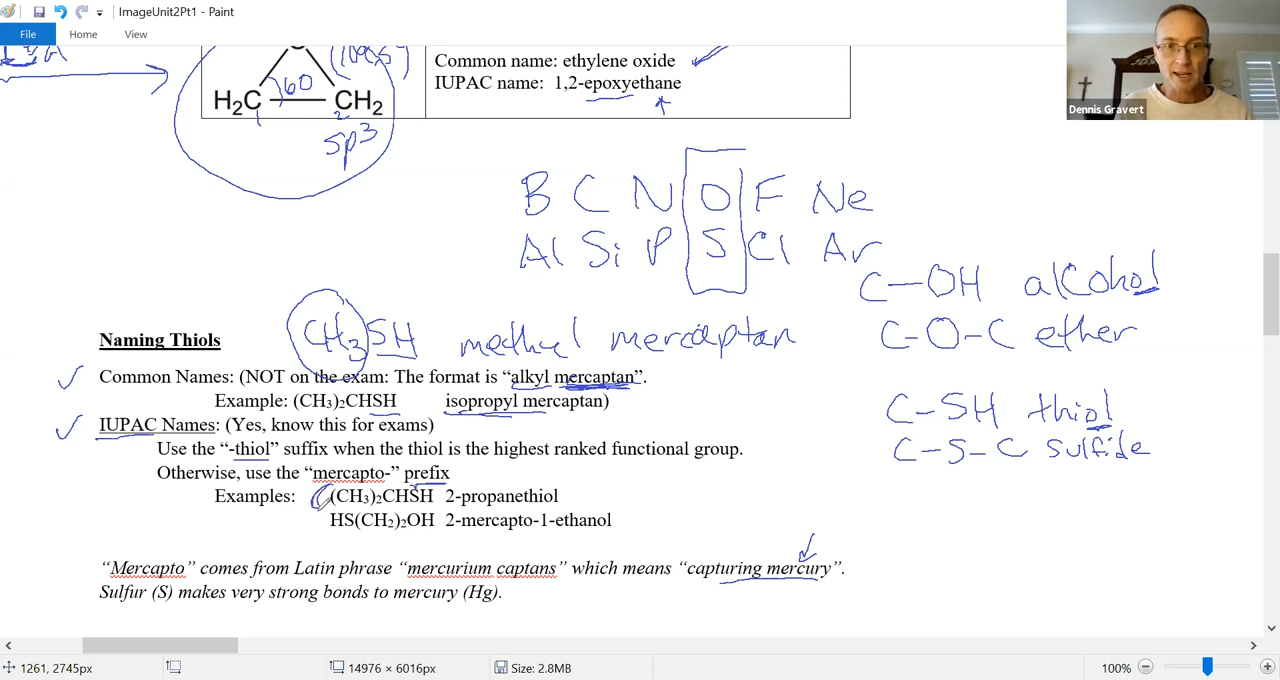 ImageUnit2Pt1 - Paint
File Home View
Dennis Gravert
Common name: ethylene oxide
IUPAC name: 1,2-epoxyethane
60
H₂C CH₂
1 2
sp³
B C N O F Ne
Al Si P S Cl Ar
C-OH alcohol
C-O-C ether
C-SH thiol
C-S-C sulfide
CH₃SH methyl mercaptan
Naming Thiols
Common Names: (NOT on the exam: The format is “alkyl mercaptan”.
Example: (CH₃)₂CHSH isopropyl mercaptan)
IUPAC Names: (Yes, know this for exams)
Use the “-thiol” suffix when the thiol is the highest ranked functional group.
Otherwise, use the “mercapto-” prefix
Examples: (CH₃)₂CHSH 2-propanethiol
HS(CH₂)₂OH 2-mercapto-1-ethanol
“Mercapto” comes from Latin phrase “mercurium captans” which means “capturing mercury”.
Sulfur (S) makes very strong bonds to mercury (Hg).
1261, 2745px 14976 × 6016px Size: 2.8MB 100%